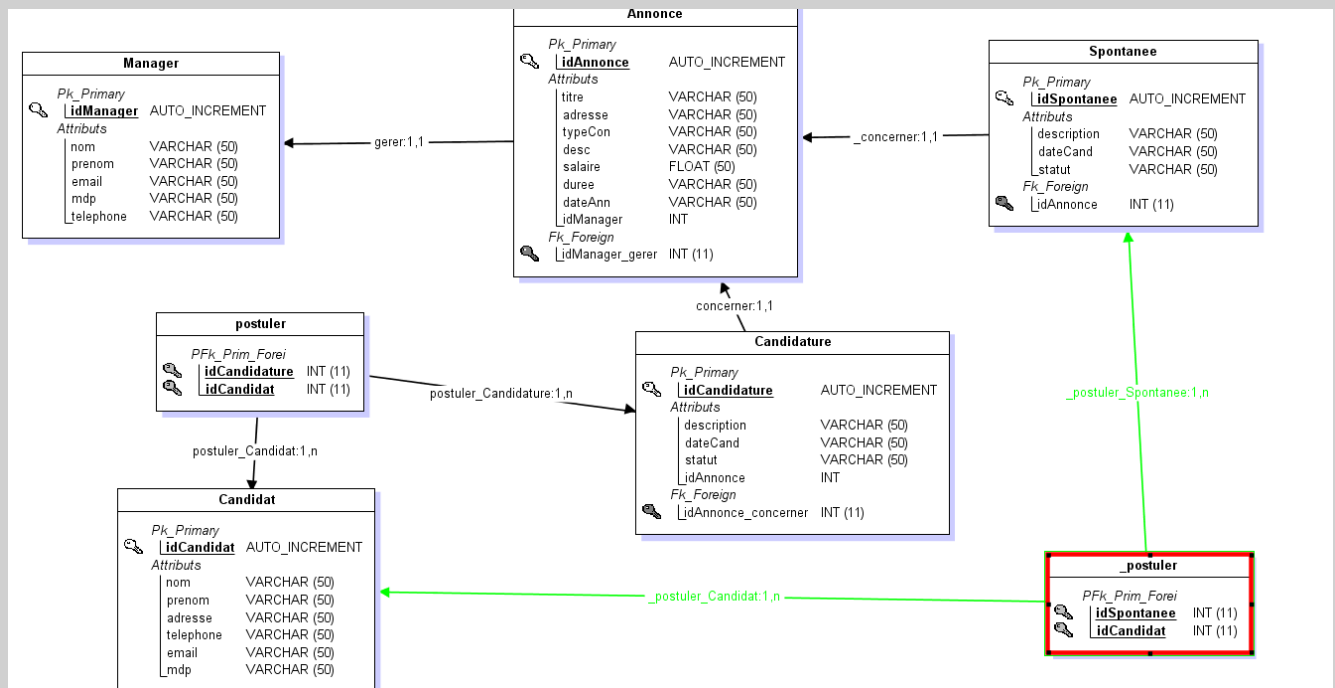 Annonce
Pk_Primary
idAnnonce AUTO_INCREMENT
Attributs
titre VARCHAR (50)
adresse VARCHAR (50)
typeCon VARCHAR (50)
desc VARCHAR (50)
salaire FLOAT (50)
duree VARCHAR (50)
dateAnn VARCHAR (50)
idManager INT
Fk_Foreign
idManager_gerer INT (11)
Manager
Pk_Primary
idManager AUTO_INCREMENT
Attributs
nom VARCHAR (50)
prenom VARCHAR (50)
email VARCHAR (50)
mdp VARCHAR (50)
telephone VARCHAR (50)
gerer:1,1
_concerner:1,1
Spontanee
Pk_Primary
idSpontanee AUTO_INCREMENT
Attributs
description VARCHAR (50)
dateCand VARCHAR (50)
statut VARCHAR (50)
Fk_Foreign
idAnnonce INT (11)
concerner:1,1
postuler
PFk_Prim_Forei
idCandidature INT (11)
idCandidat INT (11)
postuler_Candidature:1,n
postuler_Candidat:1,n
Candidature
Pk_Primary
idCandidature AUTO_INCREMENT
Attributs
description VARCHAR (50)
dateCand VARCHAR (50)
statut VARCHAR (50)
idAnnonce INT
Fk_Foreign
idAnnonce_concerner INT (11)
_postuler_Spontanee:1,n
Candidat
Pk_Primary
idCandidat AUTO_INCREMENT
Attributs
nom VARCHAR (50)
prenom VARCHAR (50)
adresse VARCHAR (50)
telephone VARCHAR (50)
email VARCHAR (50)
mdp VARCHAR (50)
_postuler_Candidat:1,n
_postuler
PFk_Prim_Forei
idSpontanee INT (11)
idCandidat INT (11)